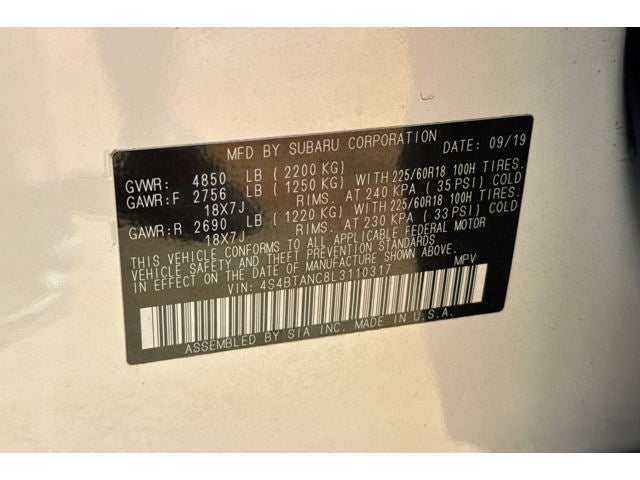 MFD BY SUBARU CORPORATION DATE: 09/19
GVWR: 4850 LB (2200 KG)
GAWR:F 2756 LB (1250 KG) WITH 225/60R18 100H TIRES.
18X7J RIMS. AT 240 KPA (35 PSI) COLD
GAWR:R 2690 LB (1220 KG) WITH 225/60R18 100H TIRES.
18X7J RIMS. AT 230 KPA (33 PSI) COLD
THIS VEHICLE CONFORMS TO ALL APPLICABLE FEDERAL MOTOR
VEHICLE SAFETY AND THEFT PREVENTION STANDARDS
IN EFFECT ON THE DATE OF MANUFACTURE SHOWN ABOVE.
VIN: 4S4BTANC8L3110317 MPV
ASSEMBLED BY SIA INC. MADE IN U.S.A.